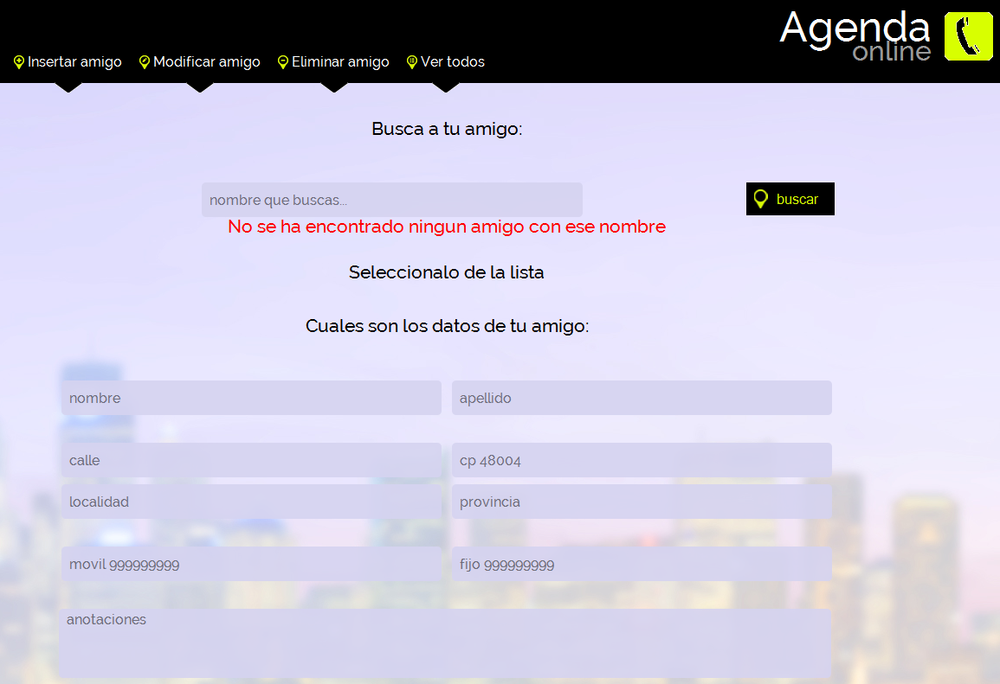 Agenda
online
Insertar amigo Modificar amigo Eliminar amigo Ver todos
Busca a tu amigo:
nombre que buscas... buscar
No se ha encontrado ningun amigo con ese nombre
Seleccionalo de la lista
Cuales son los datos de tu amigo:
nombre apellido
calle cp 48004
localidad provincia
movil 999999999 fijo 999999999
anotaciones